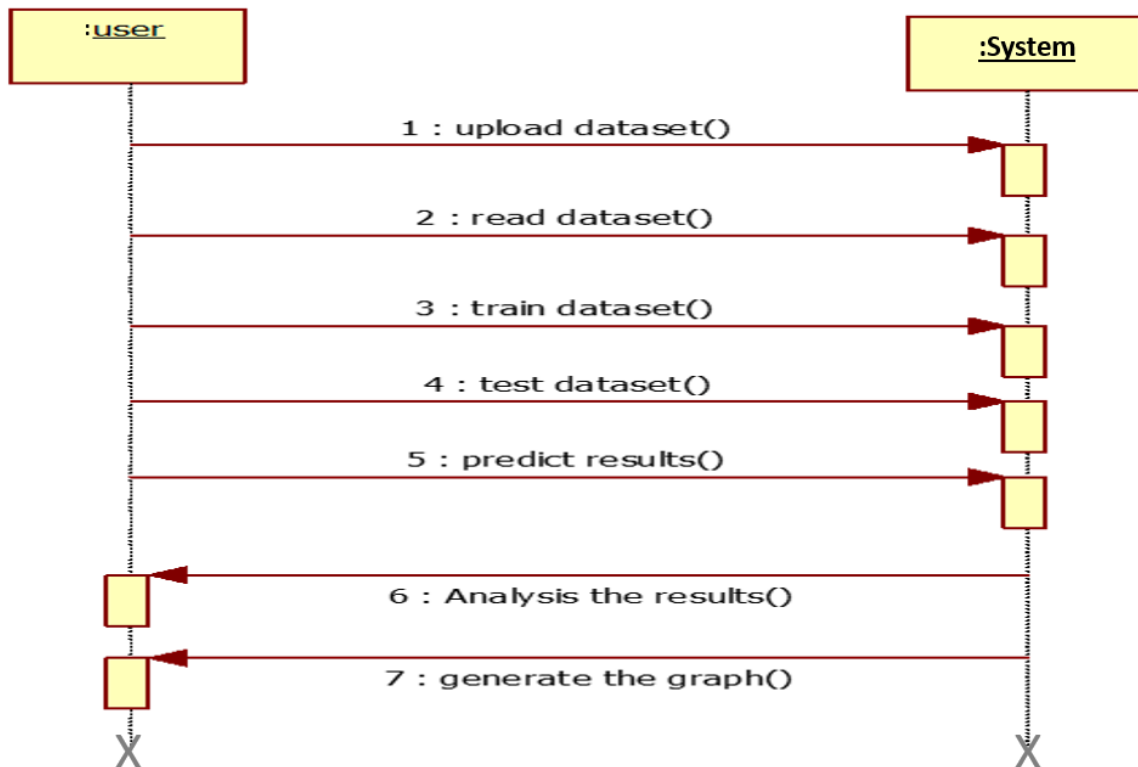 :user
:System
1 : upload dataset()
2 : read dataset()
3 : train dataset()
4 : test dataset()
5 : predict results()
6 : Analysis the results()
7 : generate the graph()
X X